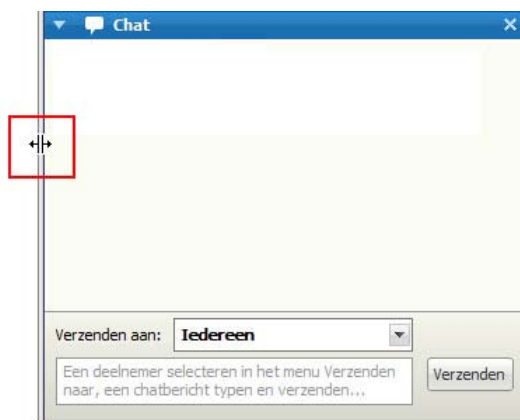 Chat
Verzenden aan: Iedereen
Een deelnemer selecteren in het menu Verzenden
naar, een chatbericht typen en verzenden...
Verzenden